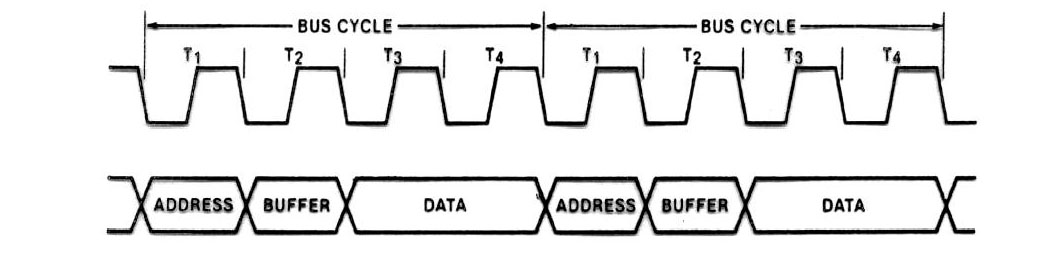 BUS CYCLE BUS CYCLE
T1 T2 T3 T4 T1 T2 T3 T4
ADDRESS BUFFER DATA ADDRESS BUFFER DATA